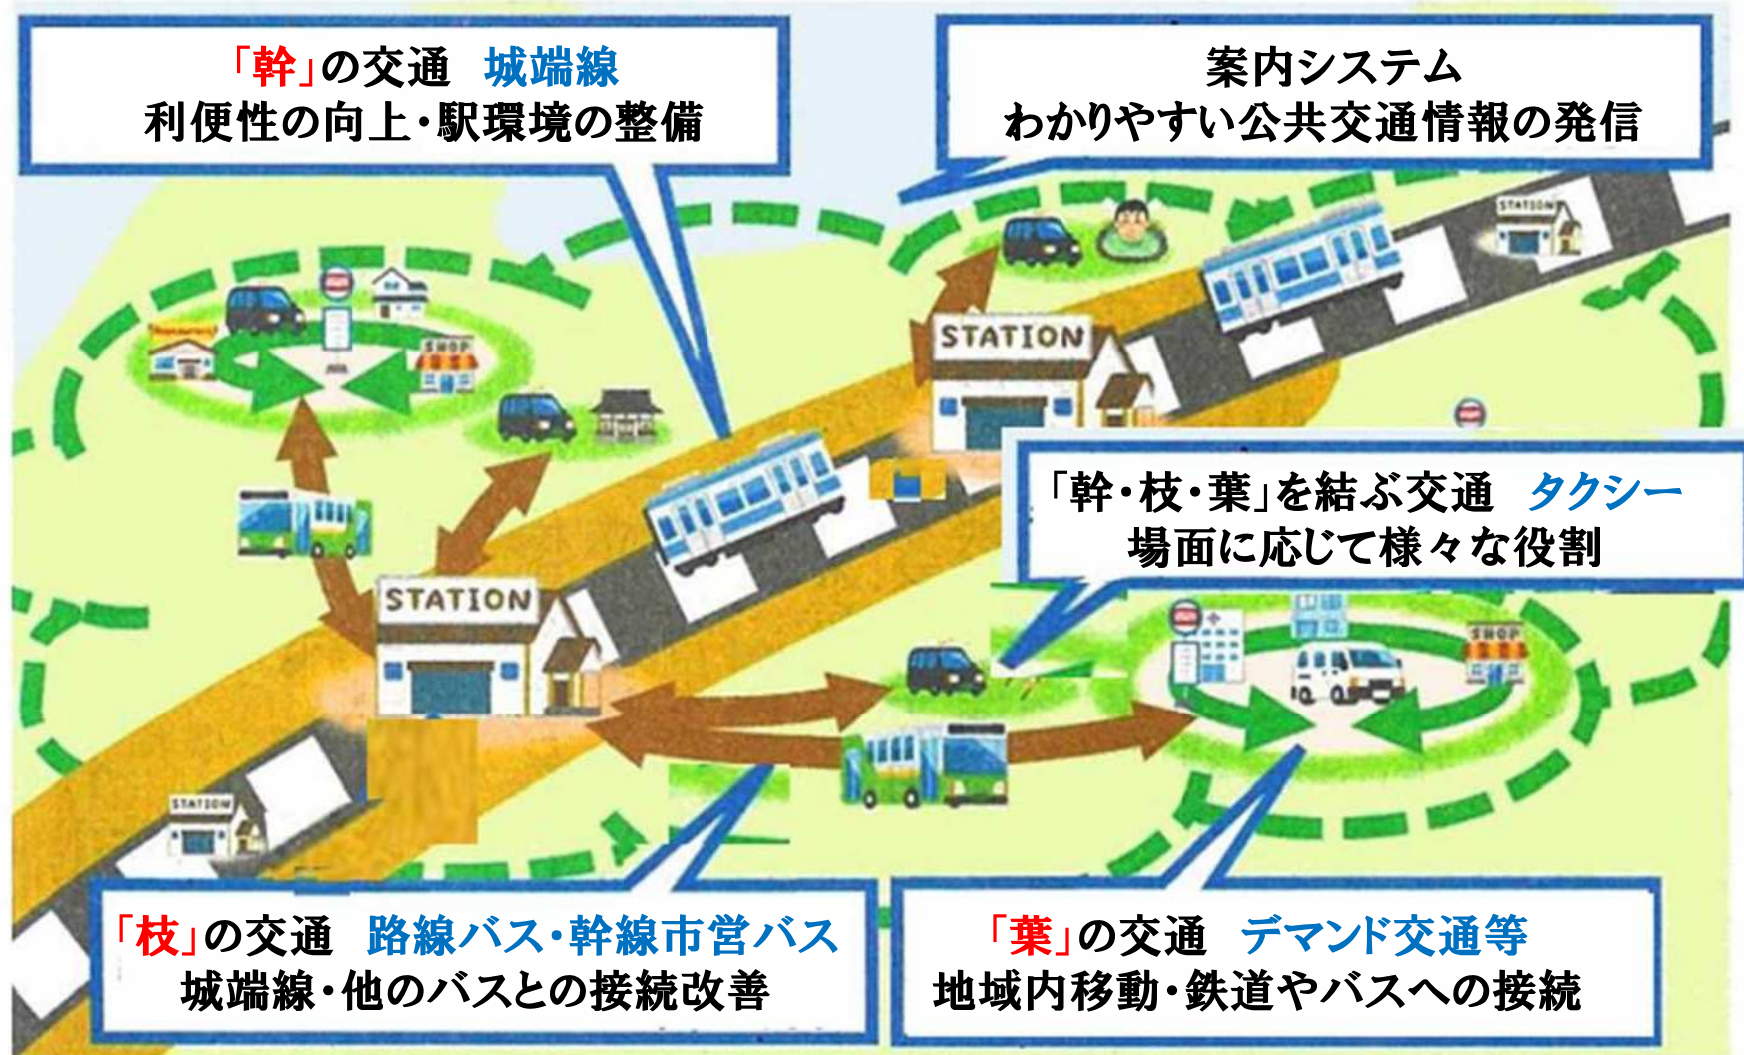 「幹」の交通　城端線
利便性の向上・駅環境の整備
案内システム
わかりやすい公共交通情報の発信
STATION
STATION
SHOP
「幹・枝・葉」を結ぶ交通　タクシー
場面に応じて様々な役割
STATION
SHOP
STATION
「枝」の交通　路線バス・幹線市営バス
城端線・他のバスとの接続改善
「葉」の交通　デマンド交通等
地域内移動・鉄道やバスへの接続